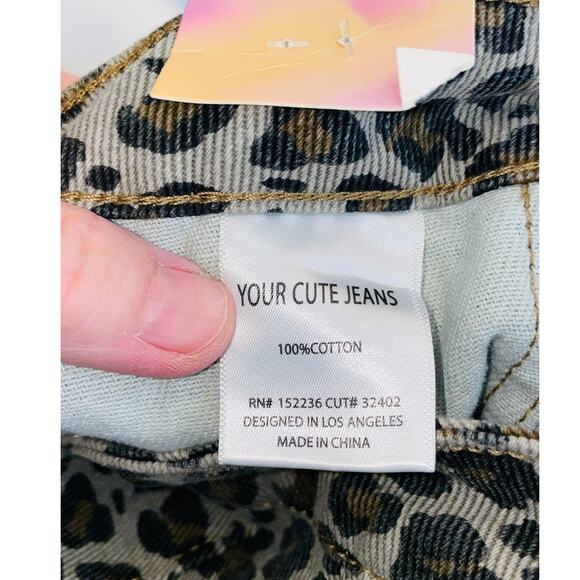 YOUR CUTE JEANS
100%COTTON
RN# 152236 CUT# 32402
DESIGNED IN LOS ANGELES
MADE IN CHINA